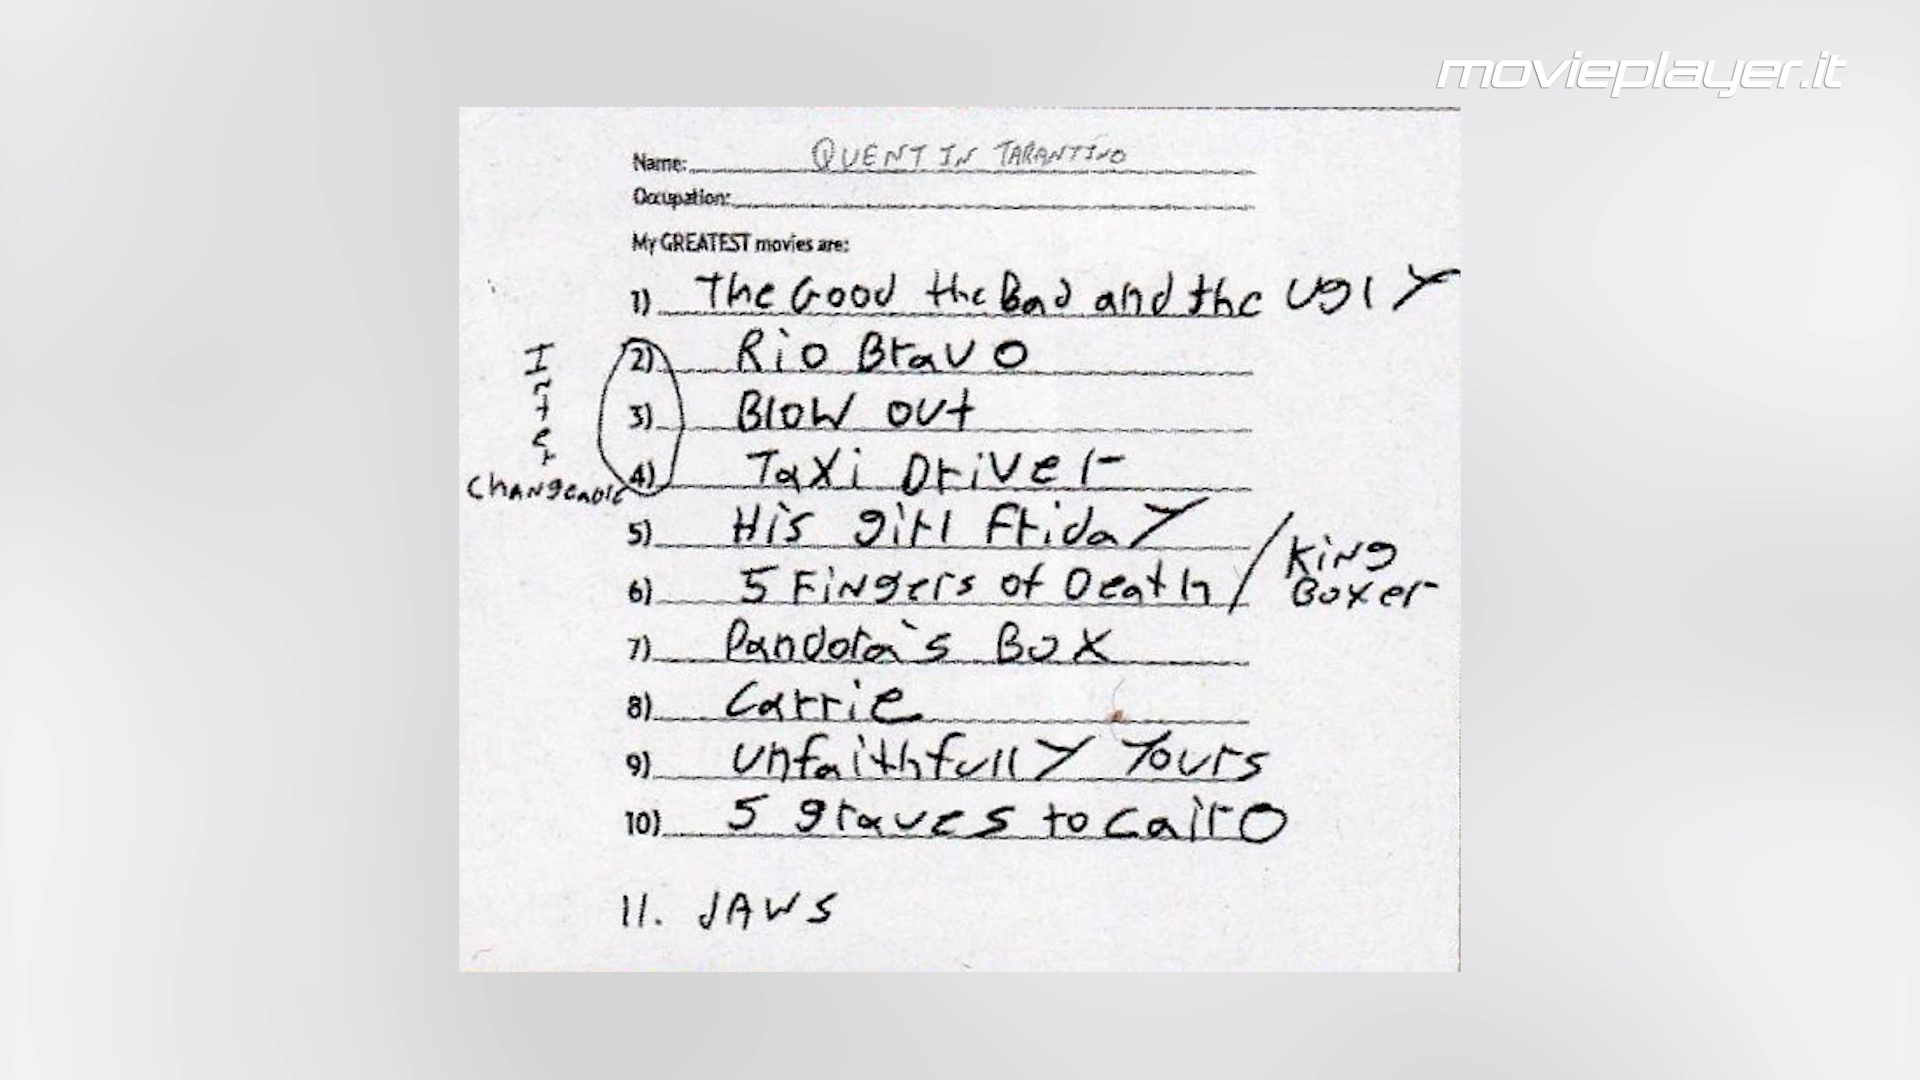 movieplayer.it
Name: QUENTIN TARANTINO
Occupation:
My GREATEST movies are:
1) The Good the Bad and the Ugly
2) Rio Bravo
3) Blow out
4) Taxi Driver
Inter
changeable
5) His girl Friday
6) 5 Fingers of Death / King
Boxer
7) Pandora's Box
8) Carrie
9) unfaithfully Yours
10) 5 graves to Cairo
11. JAWS